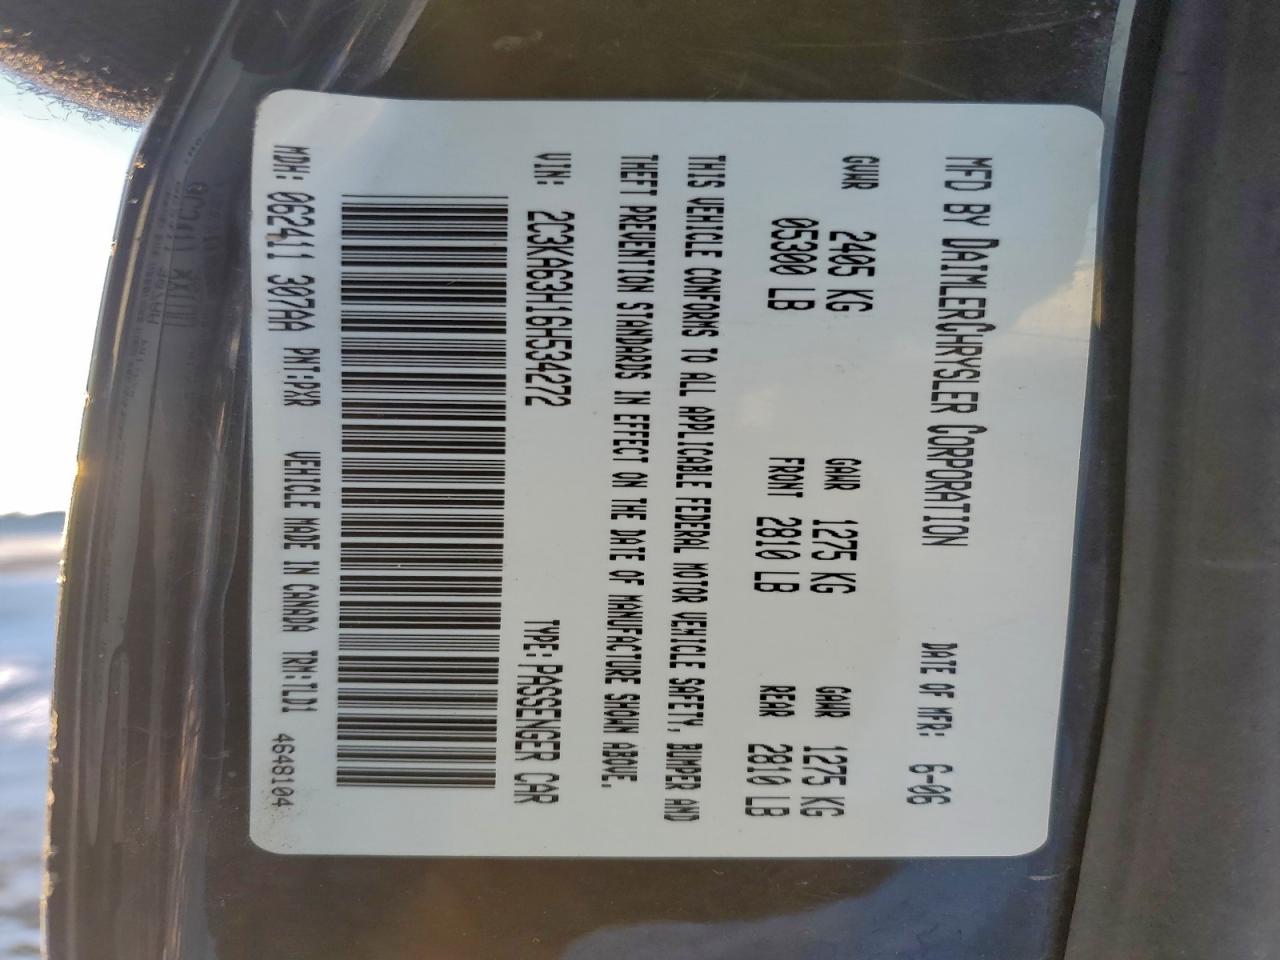 MFD BY DAIMLERCHRYSLER CORPORATION DATE OF MFR: 6-06
GVWR 2405 KG GAWR 1275 KG GAWR 1275 KG
05300 LB FRONT 2810 LB REAR 2810 LB
THIS VEHICLE CONFORMS TO ALL APPLICABLE FEDERAL MOTOR VEHICLE SAFETY, BUMPER AND
THEFT PREVENTION STANDARDS IN EFFECT ON THE DATE OF MANUFACTURE SHOWN ABOVE.
VIN: 2C3KA63H16H534272 TYPE: PASSENGER CAR
MDH: 062411 307AA PNT:PXR VEHICLE MADE IN CANADA TRM:TLD1 4648104